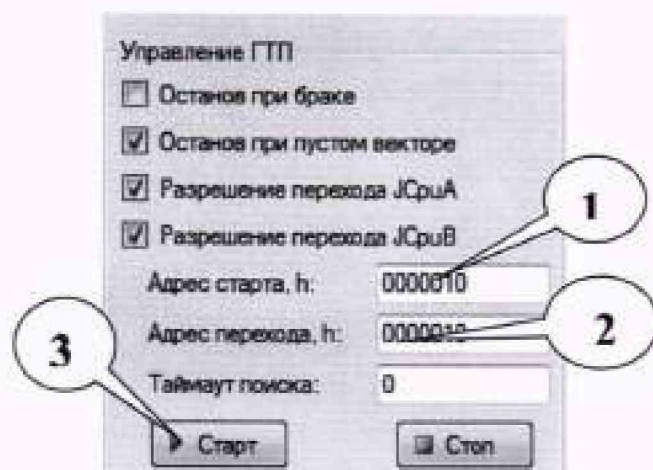 Управление ГТП
Останов при браке
Останов при пустом векторе
Разрешение перехода JCpuA
Разрешение перехода JCpuB
1
Адрес старта, h: 0000010
Адрес перехода, h: 0000010
2
3
Таймаут поиска: 0
Старт Стоп